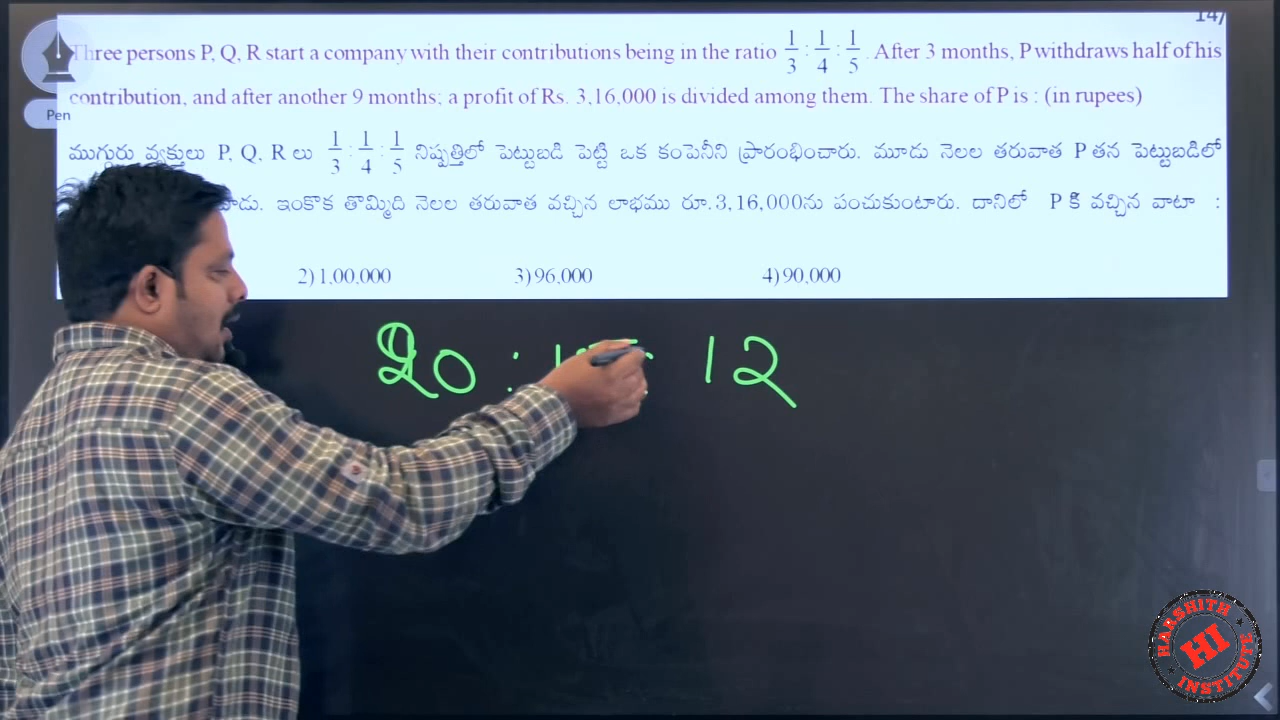 147
Three persons P, Q, R start a company with their contributions being in the ratio 1/3 : 1/4 : 1/5 . After 3 months, P withdraws half of his
contribution, and after another 9 months; a profit of Rs. 3,16,000 is divided among them. The share of P is : (in rupees)
Pen
ముగ్గురు వ్యక్తులు P, Q, R లు 1/3 : 1/4 : 1/5 నిష్పత్తిలో పెట్టుబడి పెట్టి ఒక కంపెనీని ప్రారంభించారు. మూడు నెలల తరువాత P తన పెట్టుబడిలో
ఇంకొక తొమ్మిది నెలల తరువాత వచ్చిన లాభము రూ.3,16,000ను పంచుకుంటారు. దానిలో P కి వచ్చిన వాటా :
2) 1,00,000 3) 96,000 4) 90,000
20 : 12
HARSHITH
HI
INSTITUTE